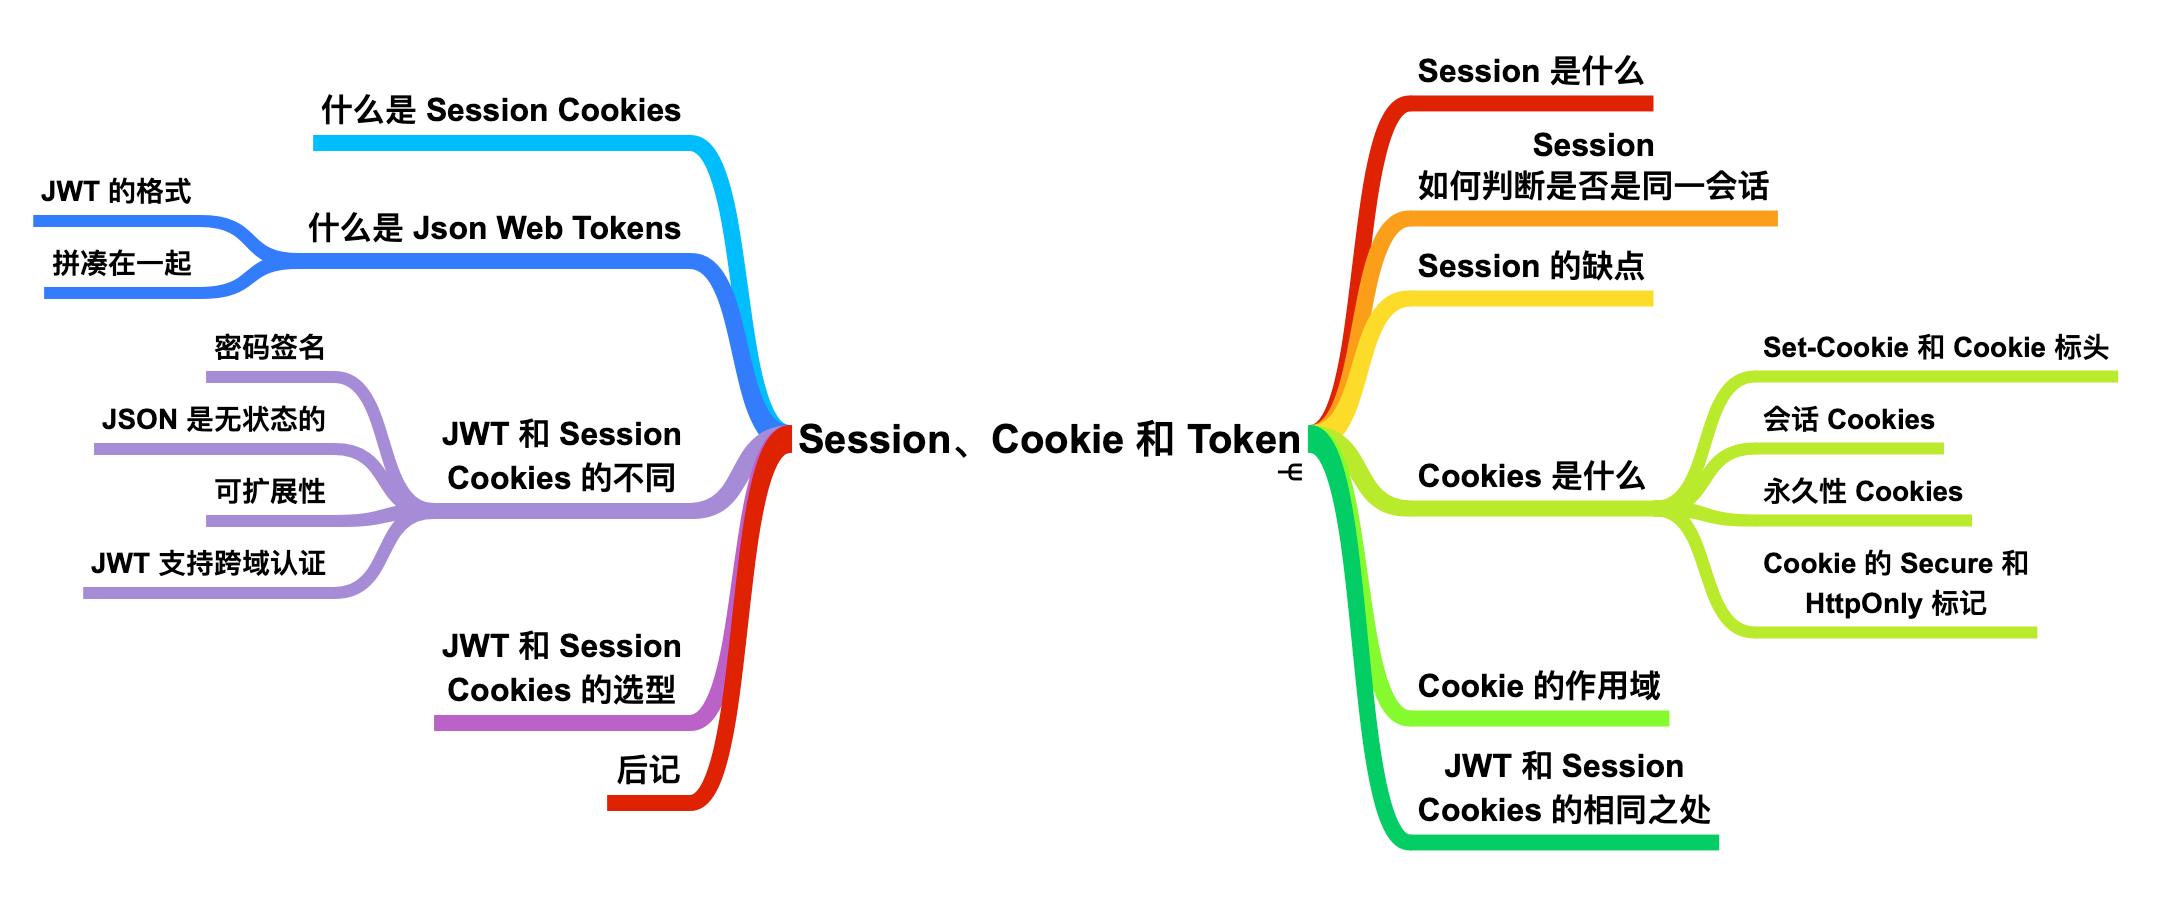 Session、Cookie 和 Token
Session 是什么
Session
如何判断是否是同一会话
Session 的缺点
Cookies 是什么
Set-Cookie 和 Cookie 标头
会话 Cookies
永久性 Cookies
Cookie 的 Secure 和
HttpOnly 标记
Cookie 的作用域
JWT 和 Session
Cookies 的相同之处
什么是 Session Cookies
什么是 Json Web Tokens
JWT 的格式
拼凑在一起
JWT 和 Session
Cookies 的不同
密码签名
JSON 是无状态的
可扩展性
JWT 支持跨域认证
JWT 和 Session
Cookies 的选型
后记